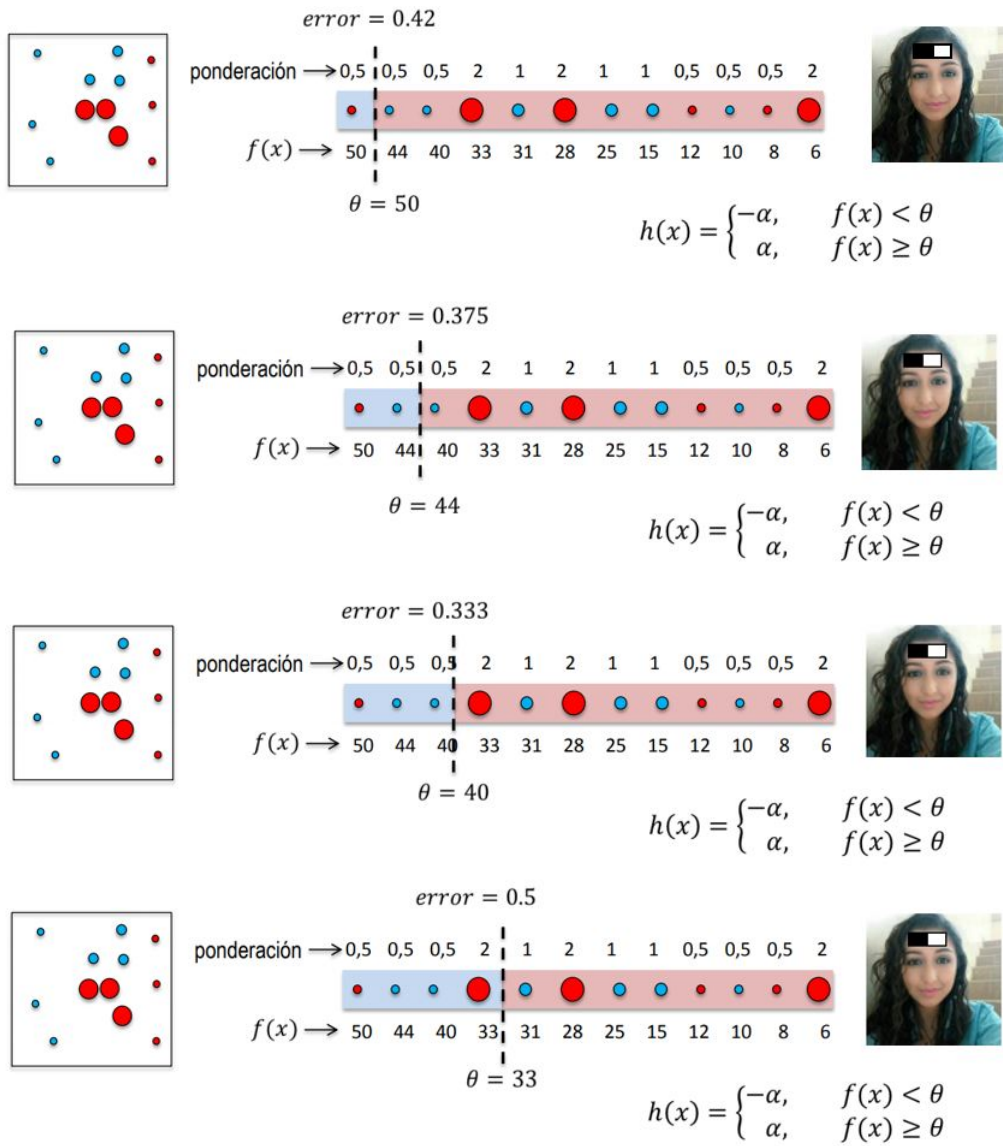 error = 0.42
ponderación → 0,5 0,5 0,5 2 1 2 1 1 0,5 0,5 0,5 2
f(x) → 50 44 40 33 31 28 25 15 12 10 8 6
θ = 50
h(x) = { −α, f(x) < θ
α, f(x) ≥ θ
error = 0.375
ponderación → 0,5 0,5 0,5 2 1 2 1 1 0,5 0,5 0,5 2
f(x) → 50 44 40 33 31 28 25 15 12 10 8 6
θ = 44
h(x) = { −α, f(x) < θ
α, f(x) ≥ θ
error = 0.333
ponderación → 0,5 0,5 0,5 2 1 2 1 1 0,5 0,5 0,5 2
f(x) → 50 44 40 33 31 28 25 15 12 10 8 6
θ = 40
h(x) = { −α, f(x) < θ
α, f(x) ≥ θ
error = 0.5
ponderación → 0,5 0,5 0,5 2 1 2 1 1 0,5 0,5 0,5 2
f(x) → 50 44 40 33 31 28 25 15 12 10 8 6
θ = 33
h(x) = { −α, f(x) < θ
α, f(x) ≥ θ